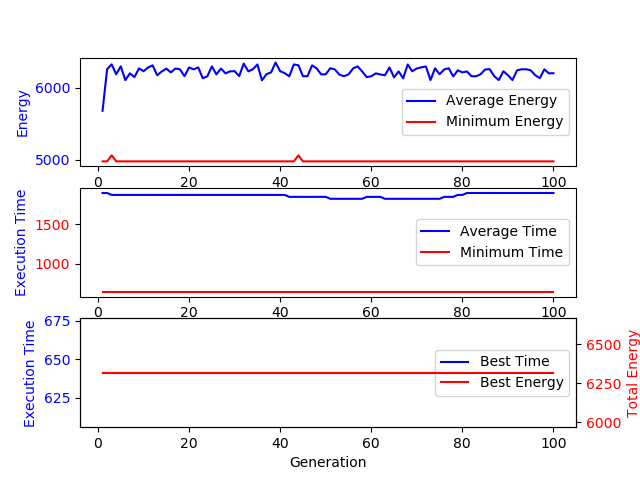 6000
5000
Energy
Average Energy
Minimum Energy
0 20 40 60 80 100
1500
1000
Execution Time
Average Time
Minimum Time
0 20 40 60 80 100
675
650
625
Execution Time
Best Time
Best Energy
6500
6250
6000
Total Energy
0 20 40 60 80 100
Generation